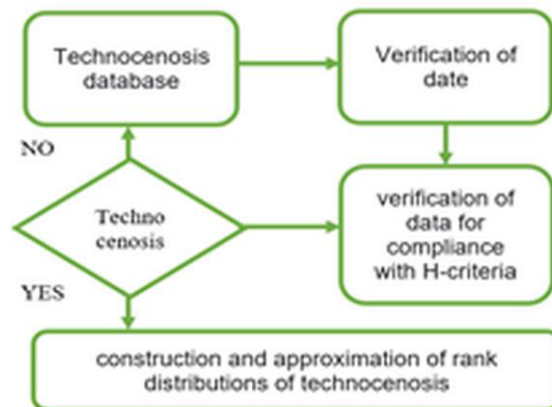 Technocenosis
database
Verification of
date
NO
Techno
cenosis
verification of
data for
compliance
with H-criteria
YES
construction and approximation of rank
distributions of technocenosis